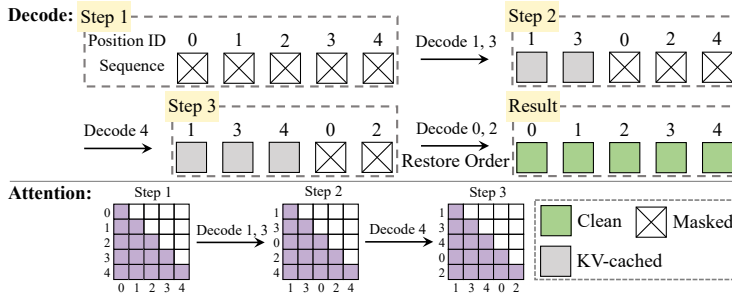 Decode:
Step 1
Position ID 0 1 2 3 4
Sequence
Decode 1, 3
Step 2
1 3 0 2 4
Decode 4
Step 3
1 3 4 0 2
Decode 0, 2
Restore Order
Result
0 1 2 3 4
Attention:
Step 1
0
1
2
3
4
0 1 2 3 4
Decode 1, 3
Step 2
1
3
0
2
4
1 3 0 2 4
Decode 4
Step 3
1
3
4
0
2
1 3 4 0 2
Clean
Masked
KV-cached